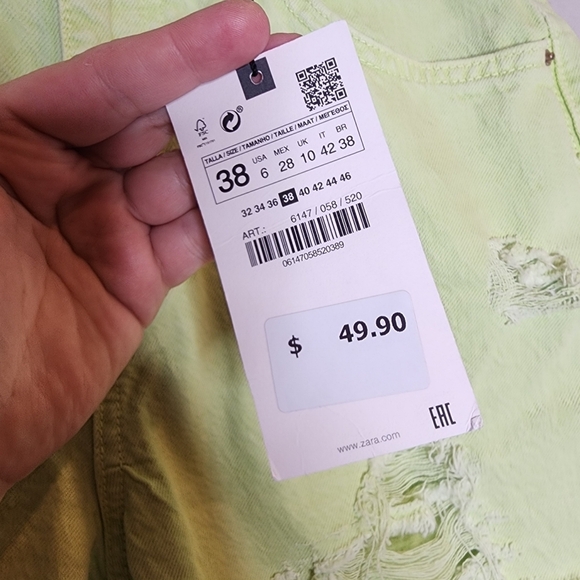 TALLA / SIZE / TAMANHO / TAILLE / MAAT / ΜΕΓΕΘΟΣ
38 USA 6 MEX 28 UK 10 IT 42 BR 38
32 34 36 38 40 42 44 46
ART.: 6147 / 058 / 520
06147058520389
$ 49.90
EAC
www.zara.com